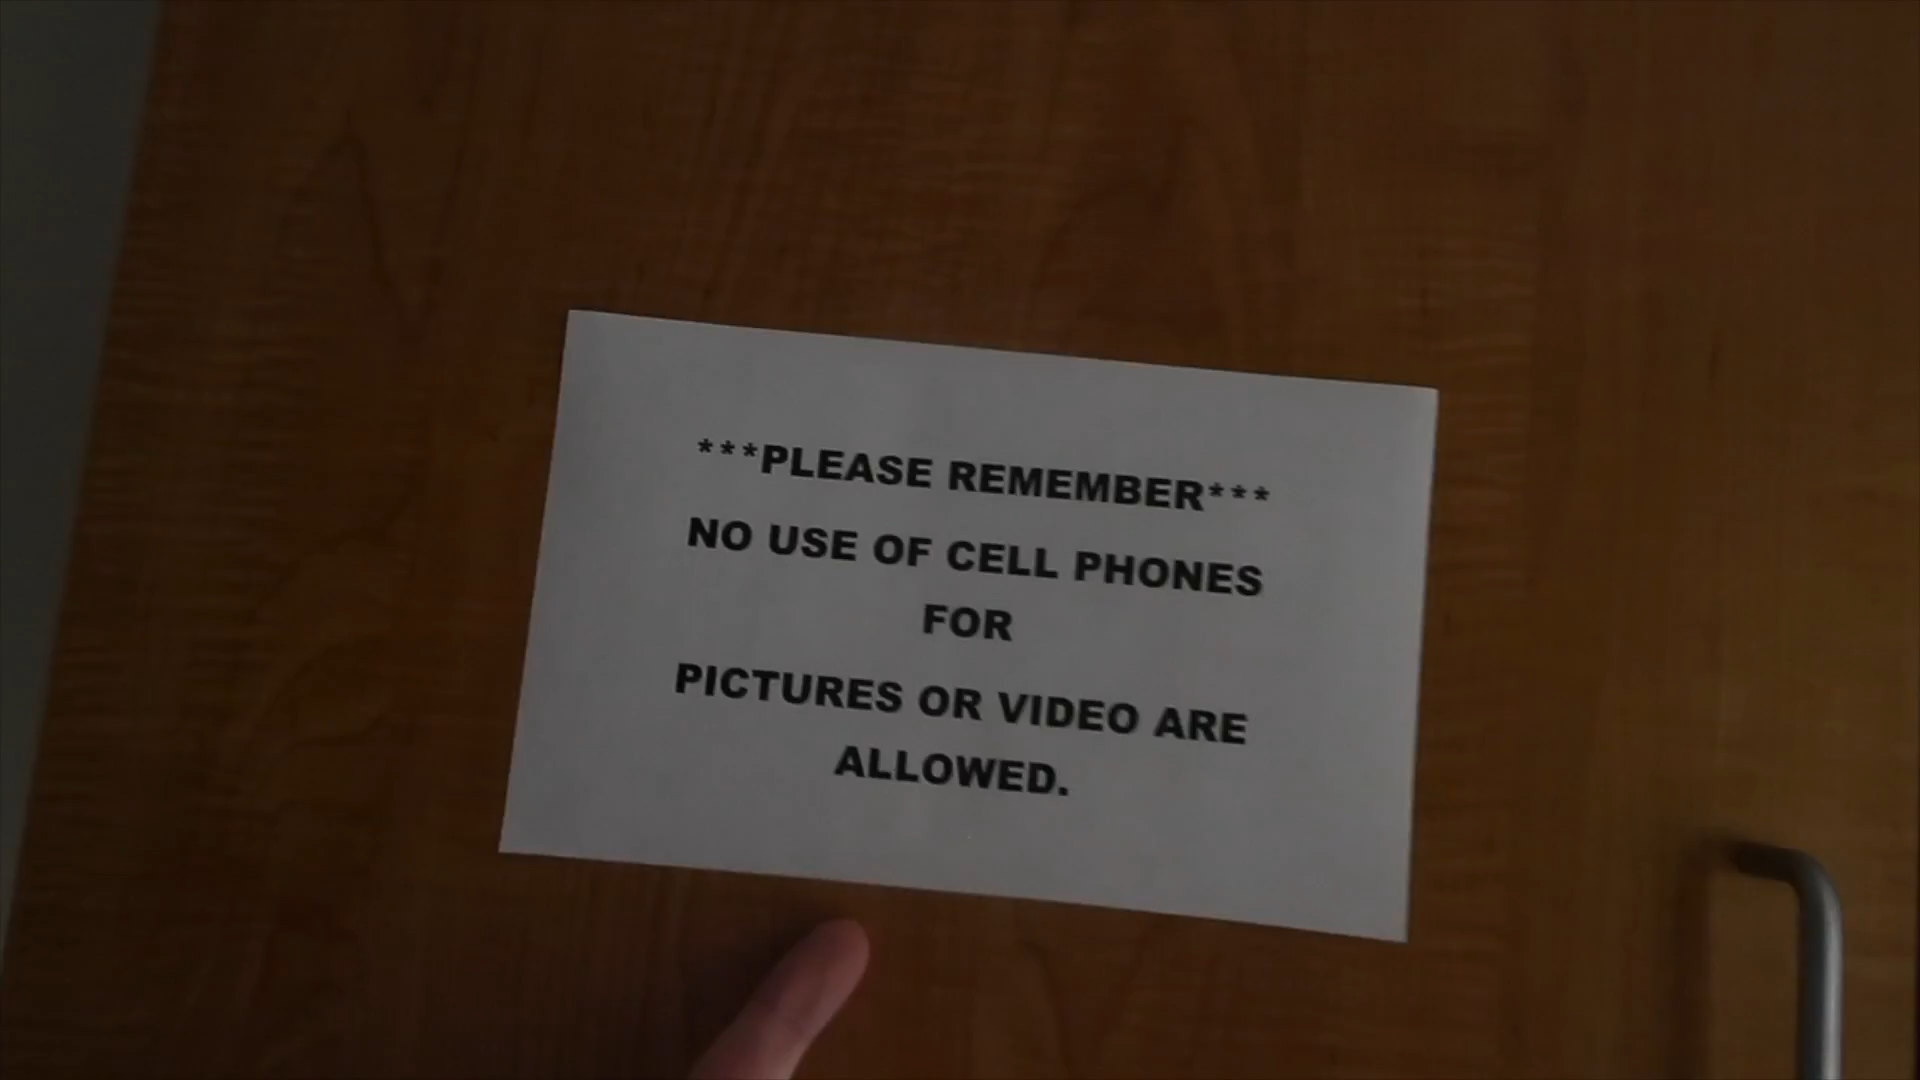 ***PLEASE REMEMBER***
NO USE OF CELL PHONES
FOR
PICTURES OR VIDEO ARE
ALLOWED.